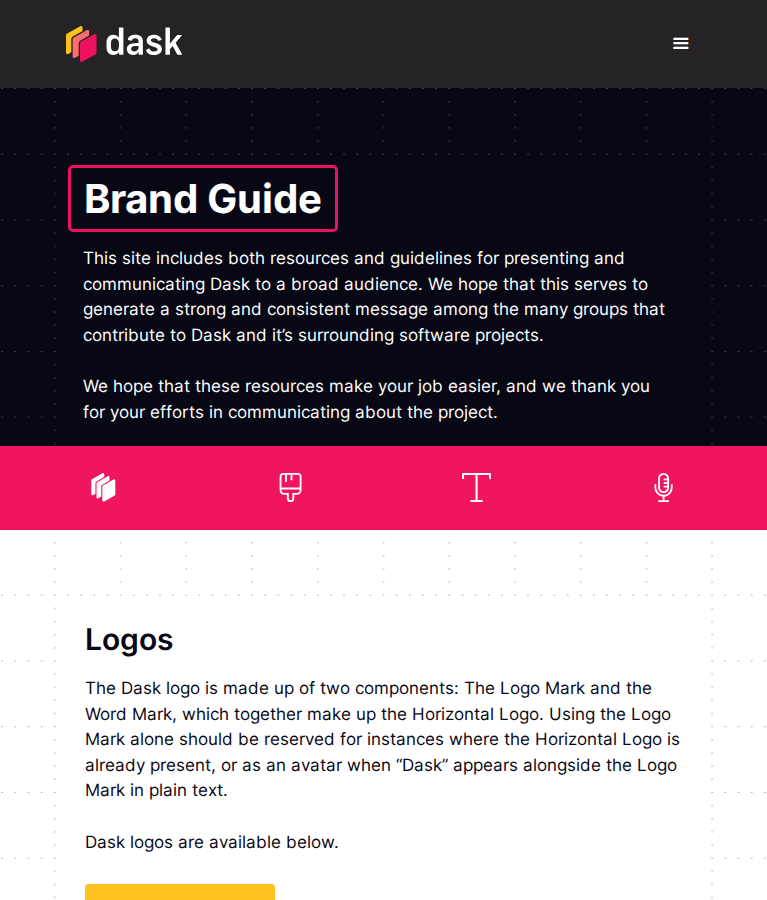 dask
Brand Guide
This site includes both resources and guidelines for presenting and
communicating Dask to a broad audience. We hope that this serves to
generate a strong and consistent message among the many groups that
contribute to Dask and it’s surrounding software projects.
We hope that these resources make your job easier, and we thank you
for your efforts in communicating about the project.
Logos
The Dask logo is made up of two components: The Logo Mark and the
Word Mark, which together make up the Horizontal Logo. Using the Logo
Mark alone should be reserved for instances where the Horizontal Logo is
already present, or as an avatar when “Dask” appears alongside the Logo
Mark in plain text.
Dask logos are available below.